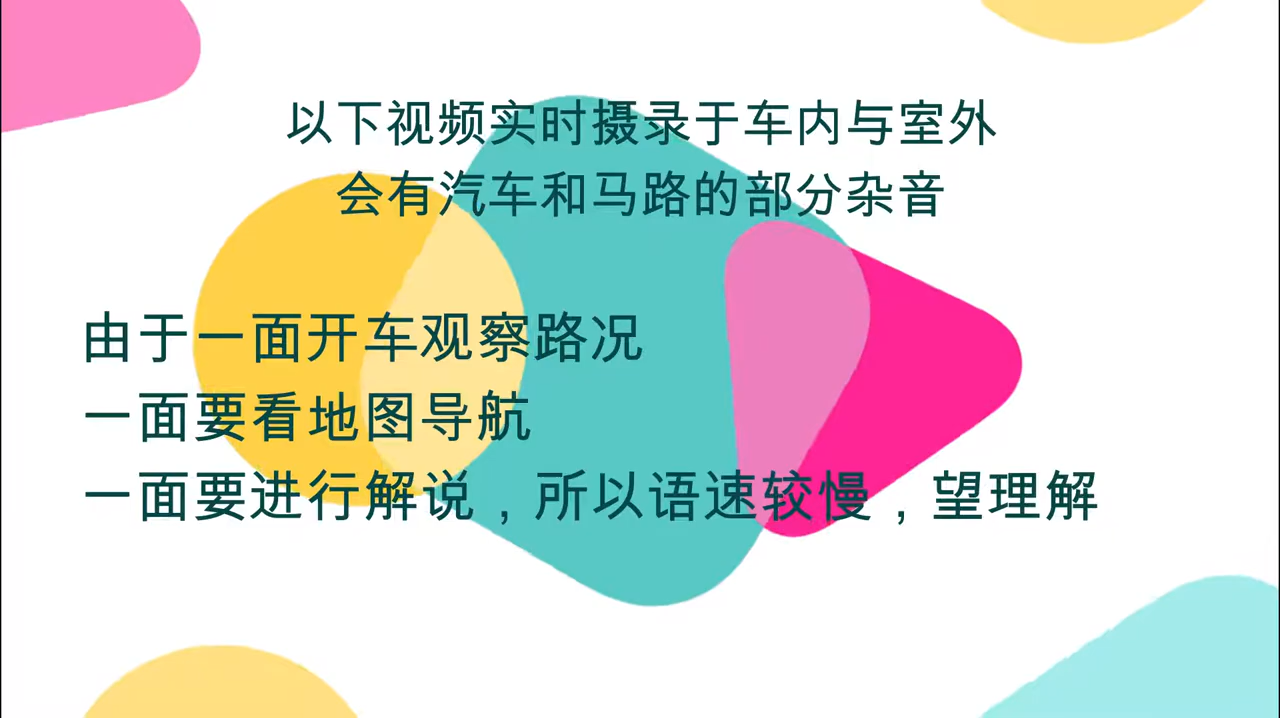 以下视频实时摄录于车内与室外
会有汽车和马路的部分杂音
由于一面开车观察路况
一面要看地图导航
一面要进行解说，所以语速较慢，望理解